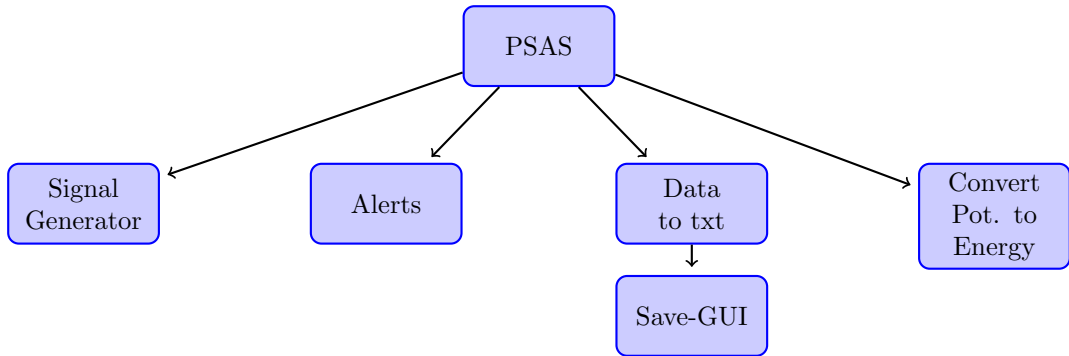 PSAS
Signal
Generator
Alerts
Data
to txt
Convert
Pot. to
Energy
Save-GUI